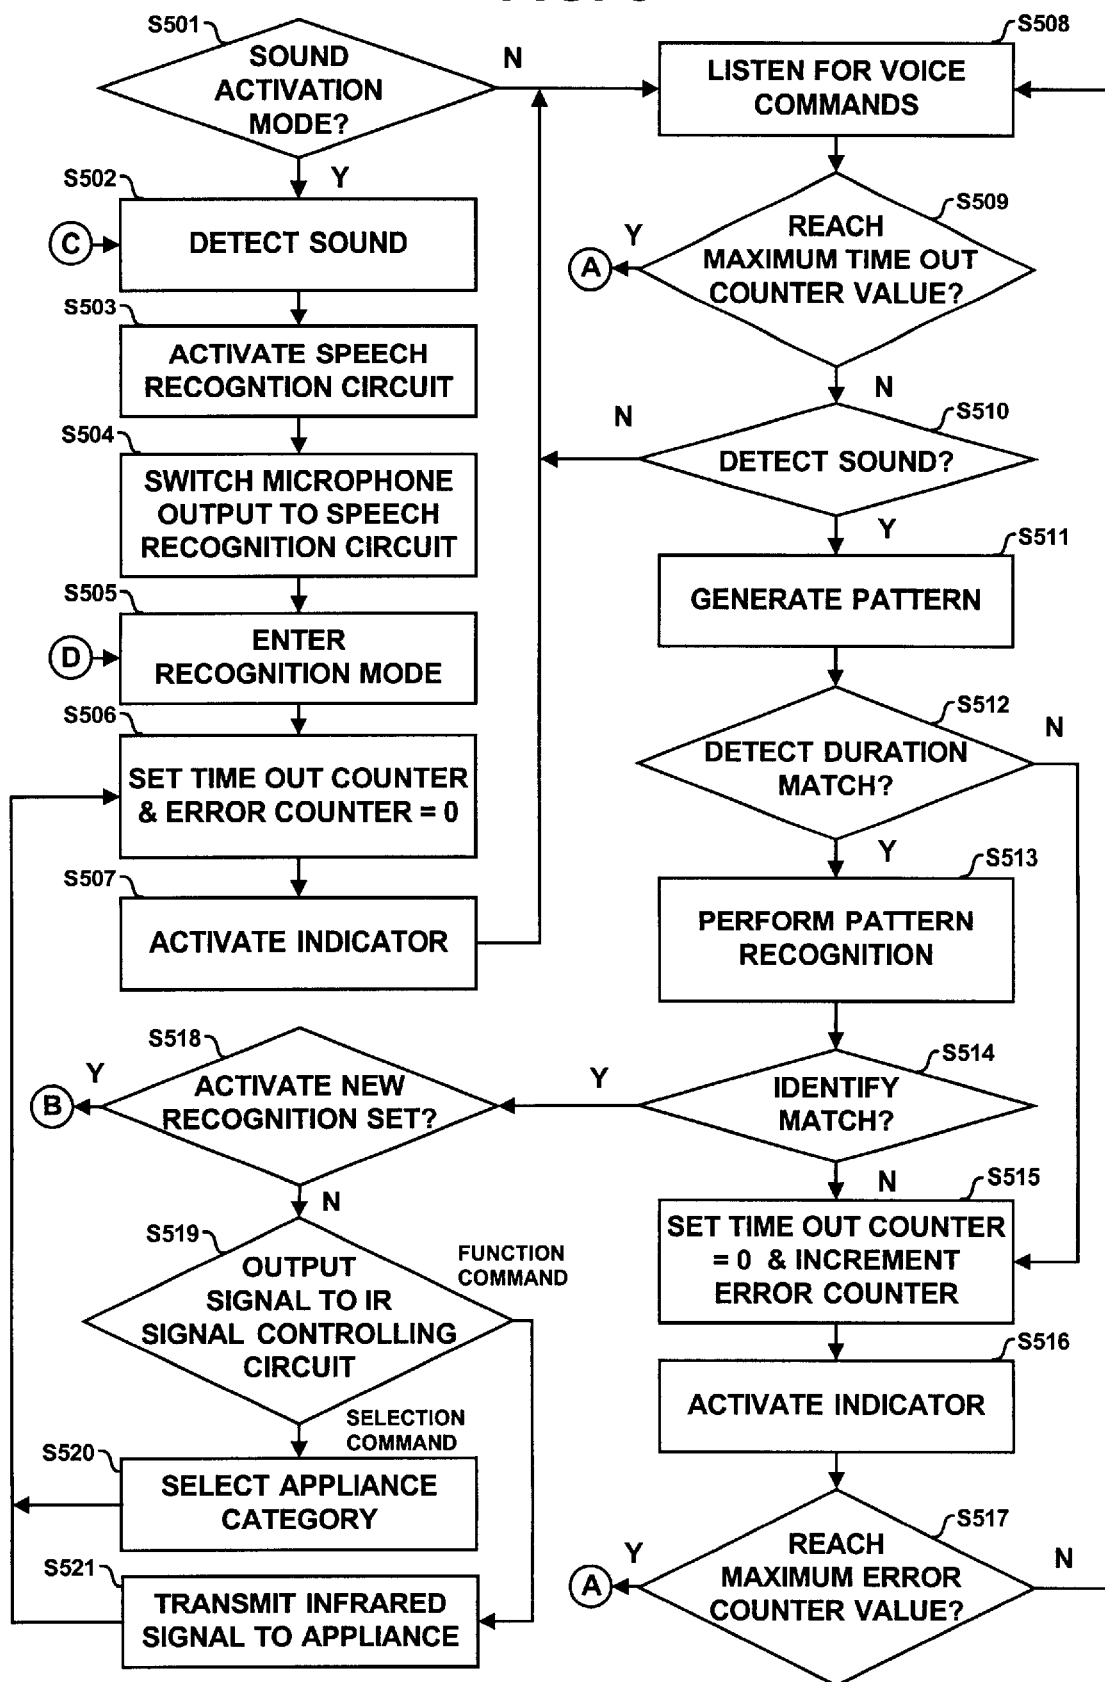 S501
SOUND
ACTIVATION
MODE?
N
Y
S502
C
DETECT SOUND
S503
ACTIVATE SPEECH
RECOGNTION CIRCUIT
S504
SWITCH MICROPHONE
OUTPUT TO SPEECH
RECOGNITION CIRCUIT
S505
D
ENTER
RECOGNITION MODE
S506
SET TIME OUT COUNTER
& ERROR COUNTER = 0
S507
ACTIVATE INDICATOR
S508
LISTEN FOR VOICE
COMMANDS
S509
REACH
MAXIMUM TIME OUT
COUNTER VALUE?
Y
A
N
S510
DETECT SOUND?
N
Y
S511
GENERATE PATTERN
S512
DETECT DURATION
MATCH?
N
Y
S513
PERFORM PATTERN
RECOGNITION
S514
IDENTIFY
MATCH?
Y
N
S515
SET TIME OUT COUNTER
= 0 & INCREMENT
ERROR COUNTER
S516
ACTIVATE INDICATOR
S517
REACH
MAXIMUM ERROR
COUNTER VALUE?
Y
A
N
S518
ACTIVATE NEW
RECOGNITION SET?
Y
B
N
S519
OUTPUT
SIGNAL TO IR
SIGNAL CONTROLLING
CIRCUIT
FUNCTION
COMMAND
SELECTION
COMMAND
S520
SELECT APPLIANCE
CATEGORY
S521
TRANSMIT INFRARED
SIGNAL TO APPLIANCE